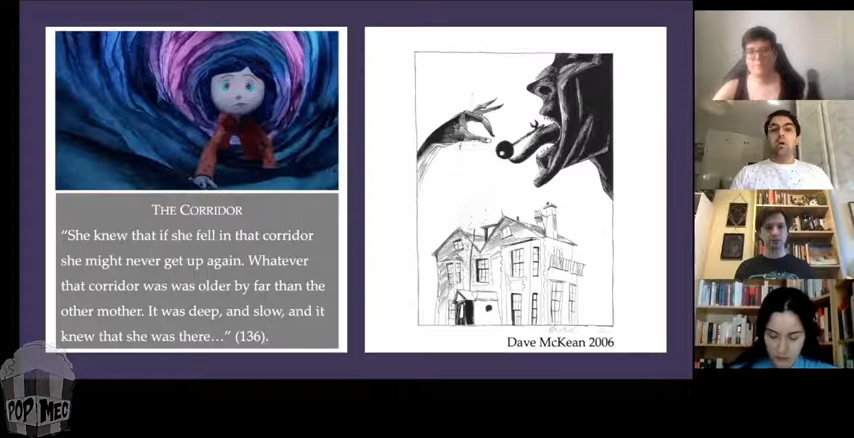 THE CORRIDOR
“She knew that if she fell in that corridor
she might never get up again. Whatever
that corridor was was older by far than the
other mother. It was deep, and slow, and it
knew that she was there…” (136).
Dave McKean 2006
POP MEC